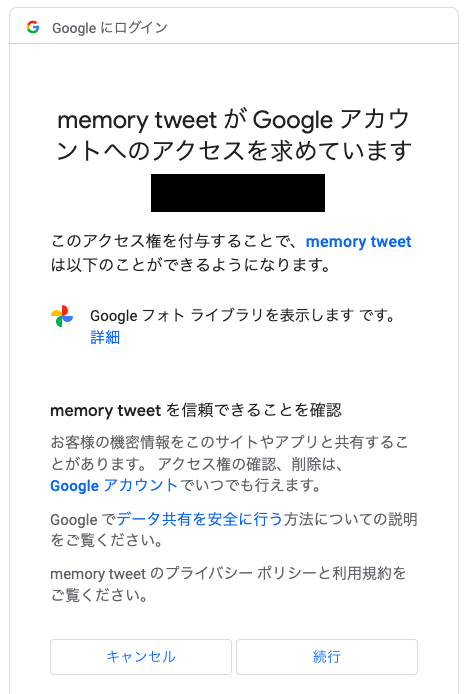 Google にログイン
memory tweet が Google アカウ
ントへのアクセスを求めています
このアクセス権を付与することで、memory tweet
は以下のことができるようになります。
Google フォト ライブラリを表示します です。
詳細
memory tweet を信頼できることを確認
お客様の機密情報をこのサイトやアプリと共有するこ
とがあります。 アクセス権の確認、削除は、
Google アカウントでいつでも行えます。
Google でデータ共有を安全に行う方法についての説明
をご覧ください。
memory tweet のプライバシー ポリシーと利用規約を
ご覧ください。
キャンセル
続行